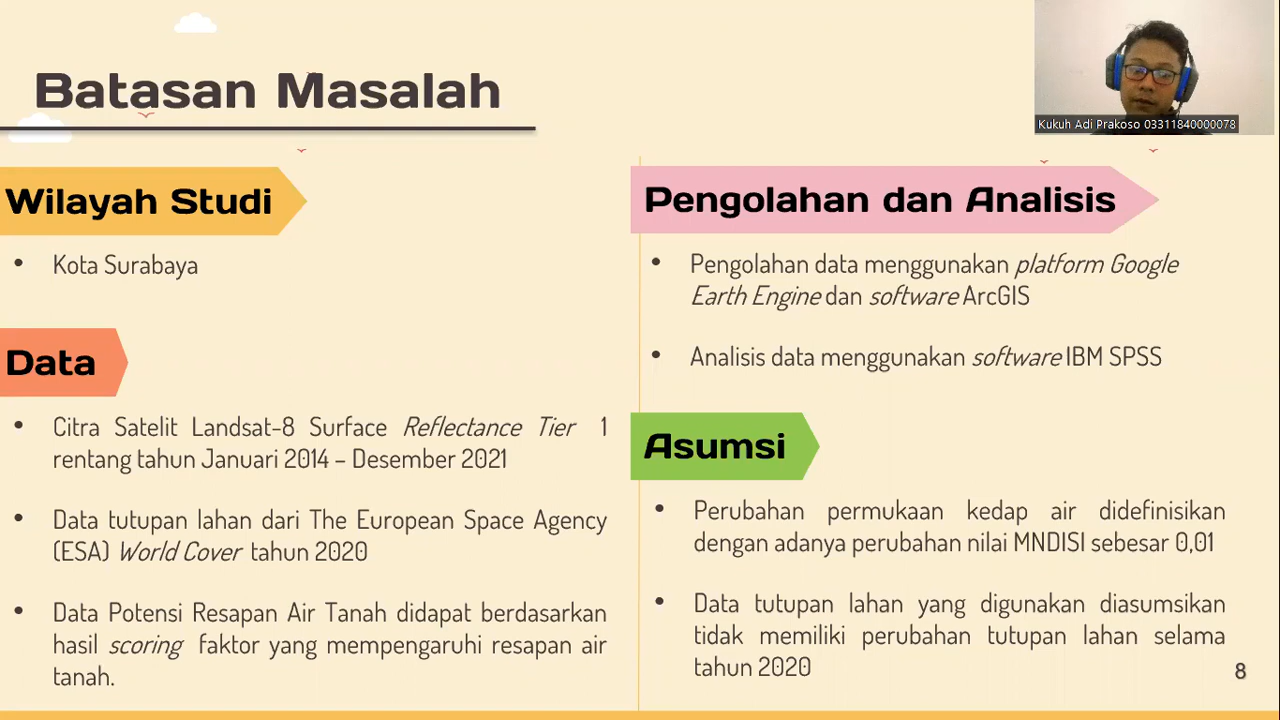 Batasan Masalah
Kukuh Adi Prakoso 03311840000078
Wilayah Studi
• Kota Surabaya
Data
• Citra Satelit Landsat-8 Surface Reflectance Tier 1
rentang tahun Januari 2014 – Desember 2021
• Data tutupan lahan dari The European Space Agency
(ESA) World Cover tahun 2020
• Data Potensi Resapan Air Tanah didapat berdasarkan
hasil scoring faktor yang mempengaruhi resapan air
tanah.
Pengolahan dan Analisis
• Pengolahan data menggunakan platform Google
Earth Engine dan software ArcGIS
• Analisis data menggunakan software IBM SPSS
Asumsi
• Perubahan permukaan kedap air didefinisikan
dengan adanya perubahan nilai MNDISI sebesar 0,01
• Data tutupan lahan yang digunakan diasumsikan
tidak memiliki perubahan tutupan lahan selama
tahun 2020
8